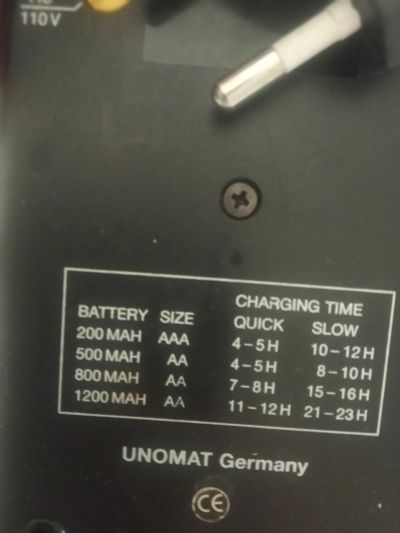 110V
CHARGING TIME
BATTERY SIZE QUICK SLOW
200 MAH AAA 4–5H 10–12H
500 MAH AA 4–5H 8–10H
800 MAH AA 7–8H 15–16H
1200 MAH AA 11–12H 21–23H
UNOMAT Germany
CE